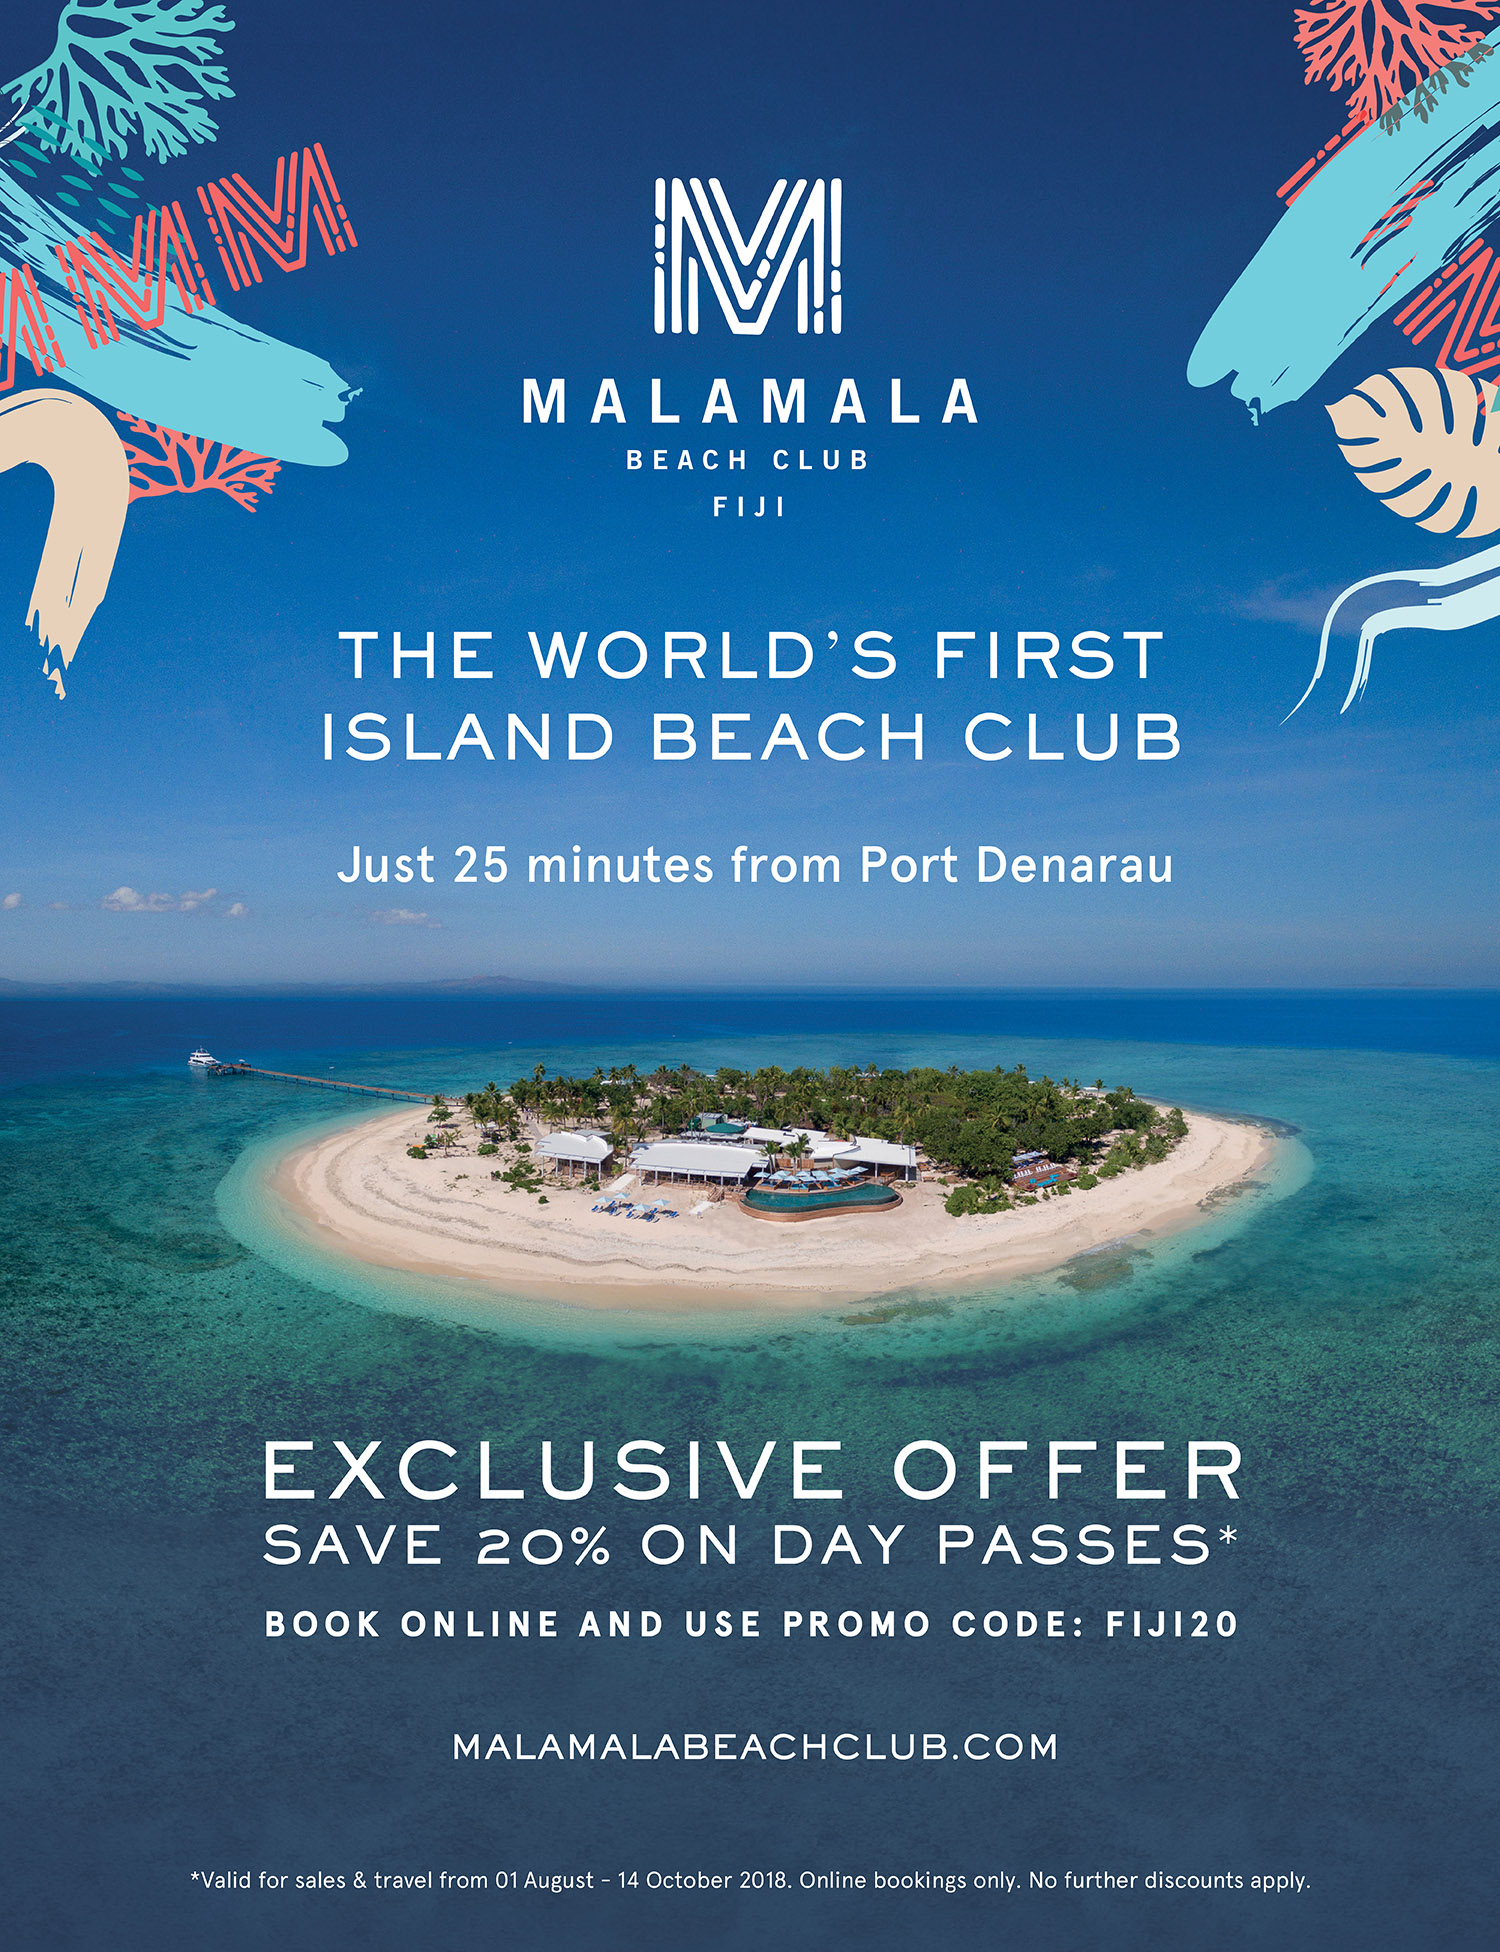 M
MALAMALA
BEACH CLUB
FIJI
THE WORLD'S FIRST
ISLAND BEACH CLUB
Just 25 minutes from Port Denarau
EXCLUSIVE OFFER
SAVE 20% ON DAY PASSES*
BOOK ONLINE AND USE PROMO CODE: FIJI20
MALAMALABEACHCLUB.COM
*Valid for sales & travel from 01 August - 14 October 2018. Online bookings only. No further discounts apply.